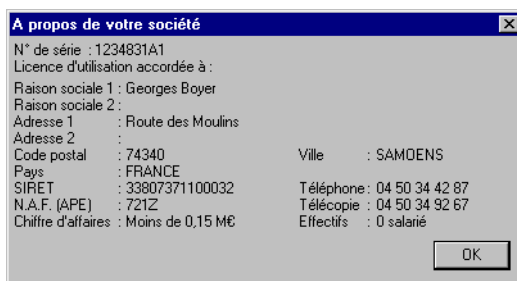 A propos de votre société
N° de série : 1234831A1
Licence d'utilisation accordée à :
Raison sociale 1 : Georges Boyer
Raison sociale 2 :
Adresse 1 : Route des Moulins
Adresse 2 :
Code postal : 74340 Ville : SAMOENS
Pays : FRANCE
SIRET : 33807371100032 Téléphone : 04 50 34 42 87
N.A.F. (APE) : 721Z Télécopie : 04 50 34 92 67
Chiffre d'affaires : Moins de 0,15 M€ Effectifs : 0 salarié
OK